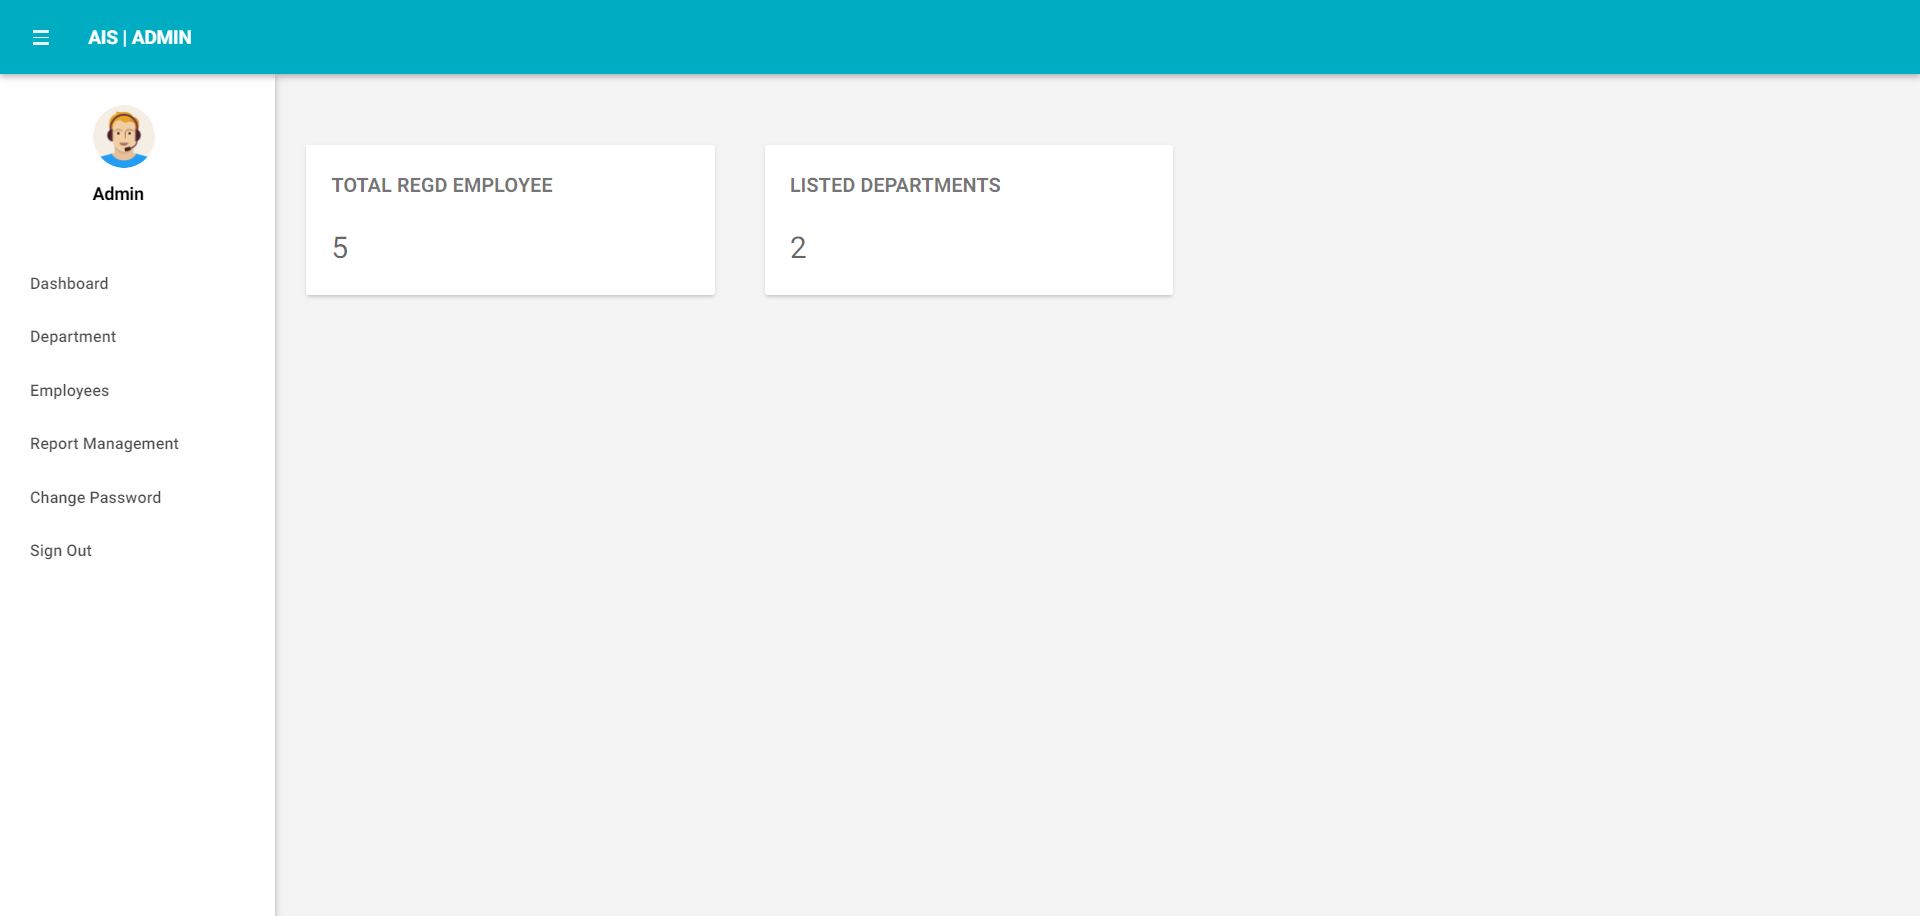 AIS | ADMIN
Admin
Dashboard
Department
Employees
Report Management
Change Password
Sign Out
TOTAL REGD EMPLOYEE
5
LISTED DEPARTMENTS
2